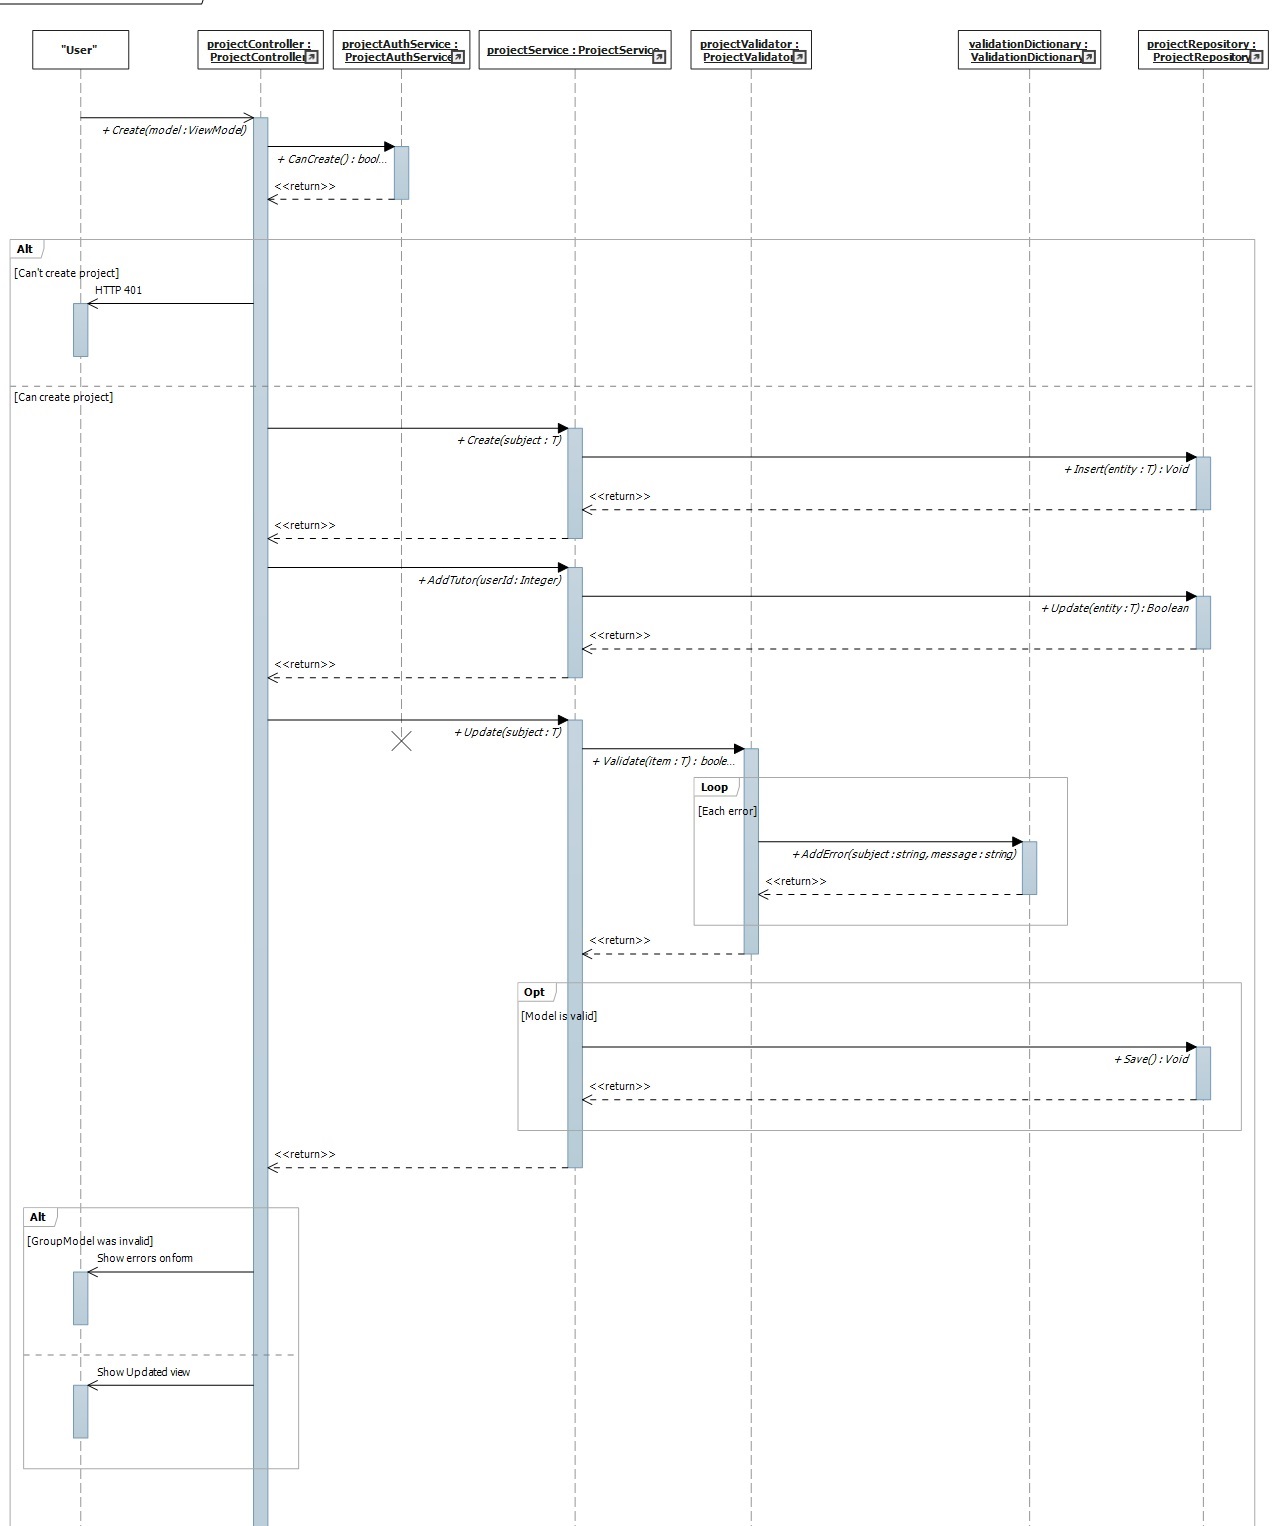 "User"
projectController :
ProjectController
projectAuthService :
ProjectAuthService
projectService : ProjectService
projectValidator :
ProjectValidator
validationDictionary :
ValidationDictionary
projectRepository :
ProjectRepository
+ Create(model : ViewModel)
+ CanCreate() : bool...
<<return>>
Alt
[Can't create project]
HTTP 401
[Can create project]
+ Create(subject : T)
+ Insert(entity : T) : Void
<<return>>
<<return>>
+ AddTutor(userId : Integer)
+ Update(entity : T) : Boolean
<<return>>
<<return>>
+ Update(subject : T)
+ Validate(item : T) : boole...
Loop
[Each error]
+ AddError(subject : string, message : string)
<<return>>
<<return>>
Opt
[Model is valid]
+ Save() : Void
<<return>>
<<return>>
Alt
[GroupModel was invalid]
Show errors on form
Show Updated view